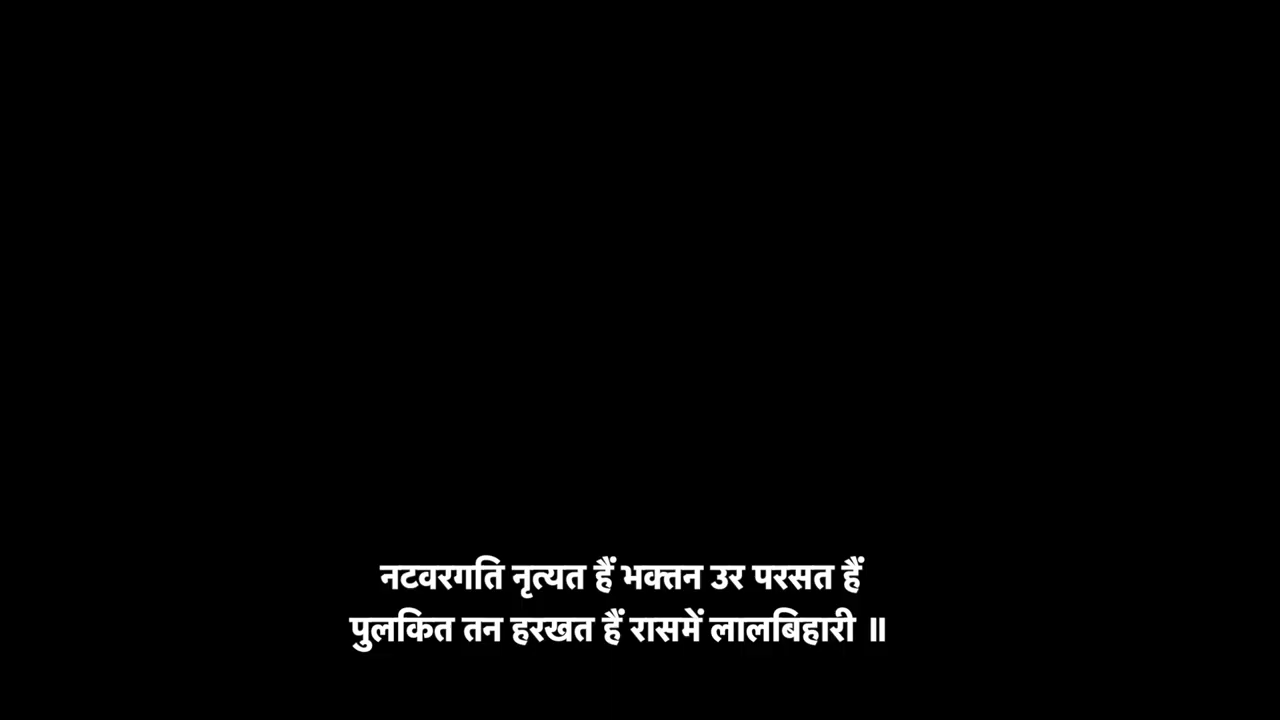 नटवरगति नृत्यत हैं भक्तन उर परसत हैं
पुलकित तन हरखत हैं रासमें लालबिहारी ॥